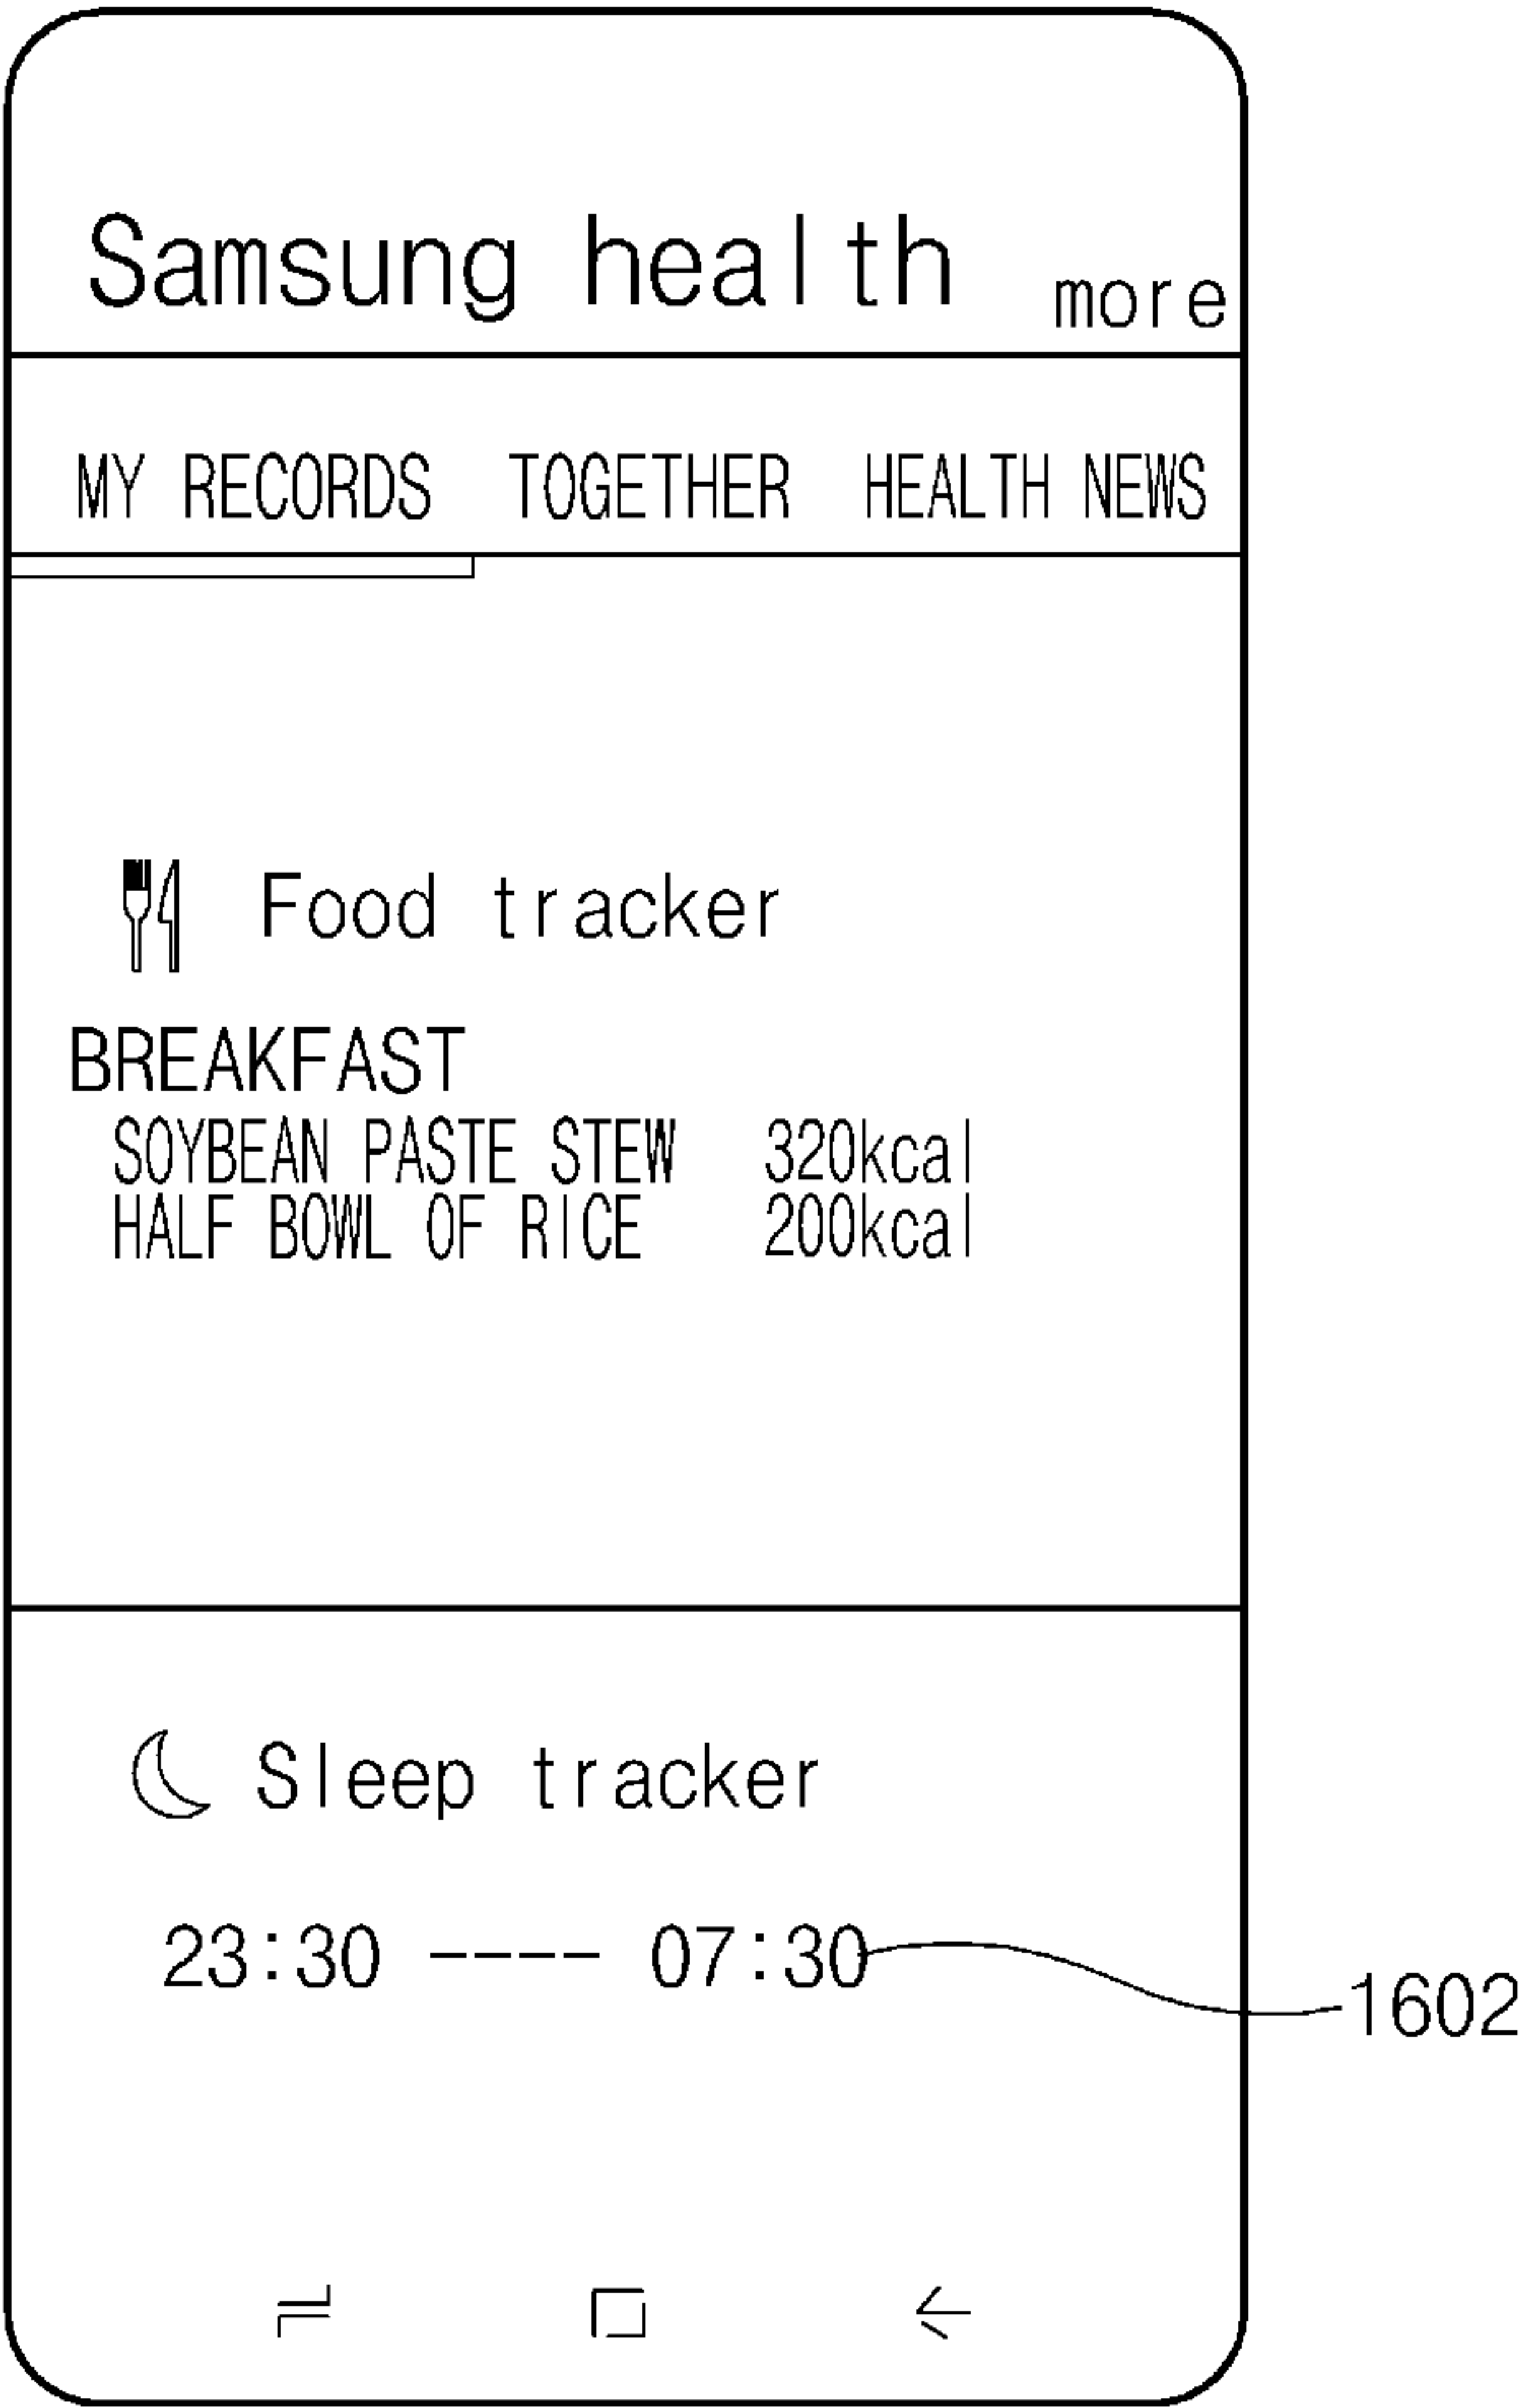 Samsung health more
MY RECORDS TOGETHER HEALTH NEWS
Food tracker
BREAKFAST
SOYBEAN PASTE STEW 320kcal
HALF BOWL OF RICE 200kcal
Sleep tracker
23:30 ---- 07:30
1602